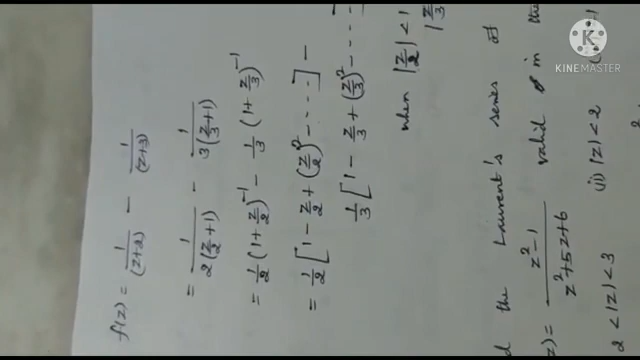 f(z) = 1/(z+2) - 1/(z+3)
= 1/2(z/2+1) - 1/3(z/3+1)
= 1/2 (1+z/2)^-1 - 1/3 (1+z/3)^-1
= 1/2 [1 - z/2 + (z/2)^2 - ....] -
1/3 [1 - z/3 + (z/3)^2 - ....
when |z/2| < 1
|z/3
d the Laurent's series of
z) = z^2-1/z^2+5z+6 valid in the
2 < |z| < 3 (ii) |z| < 2
KINEMASTER